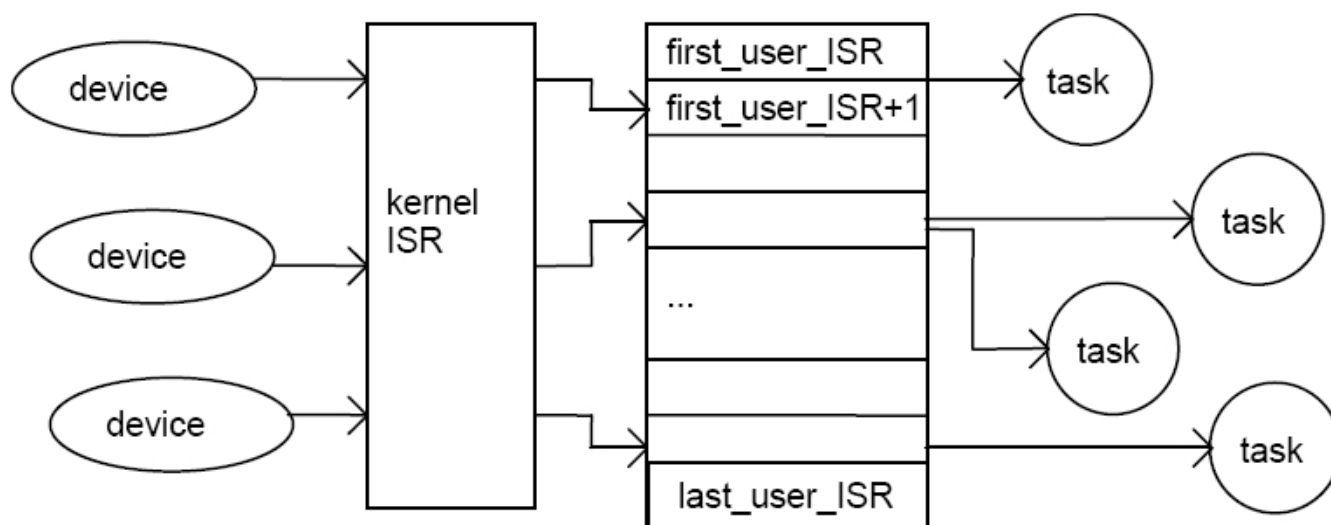 device
device
device
kernel
ISR
first_user_ISR
first_user_ISR+1
...
last_user_ISR
task
task
task
task